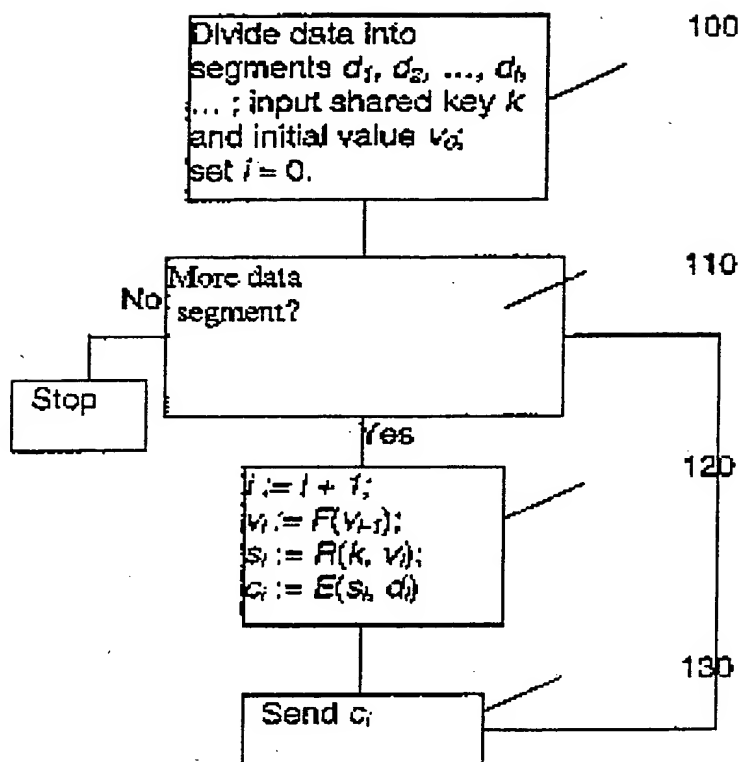 Divide data into 100
segments d₁, d₂, ..., dᵢ,
... ; input shared key k
and initial value v₀;
set i = 0.
More data 110
segment?
No
Stop
Yes
i := i + 1; 120
vᵢ := F(vᵢ₋₁);
sᵢ := R(k, vᵢ);
cᵢ := E(sᵢ, dᵢ)
130
Send cᵢ